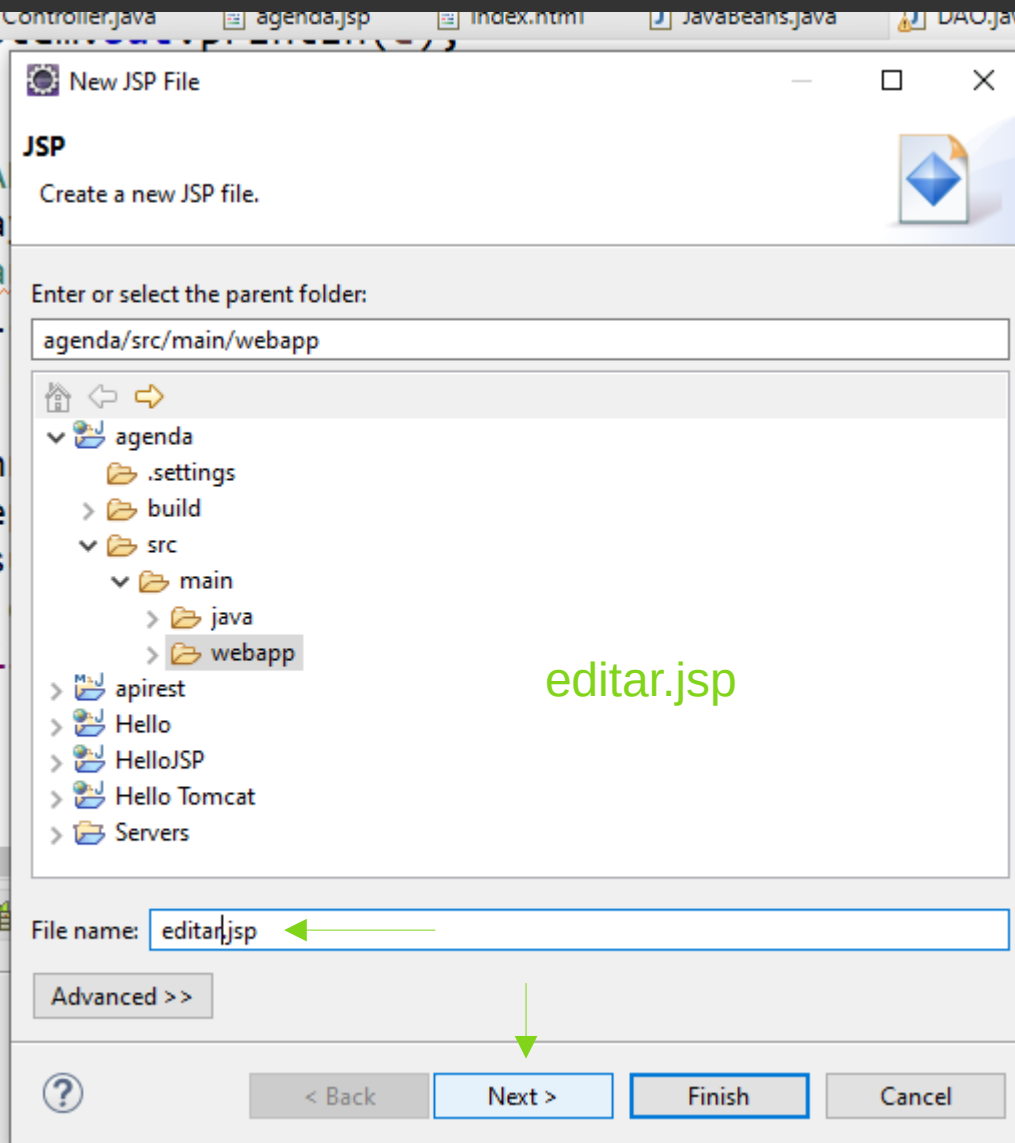 Controller.java agenda.jsp index.html JavaBeans.java DAO.jav
New JSP File
JSP
Create a new JSP file.
Enter or select the parent folder:
agenda/src/main/webapp
agenda
.settings
build
src
main
java
webapp
apirest
editar.jsp
Hello
HelloJSP
Hello Tomcat
Servers
File name: editar.jsp
Advanced >>
< Back Next > Finish Cancel